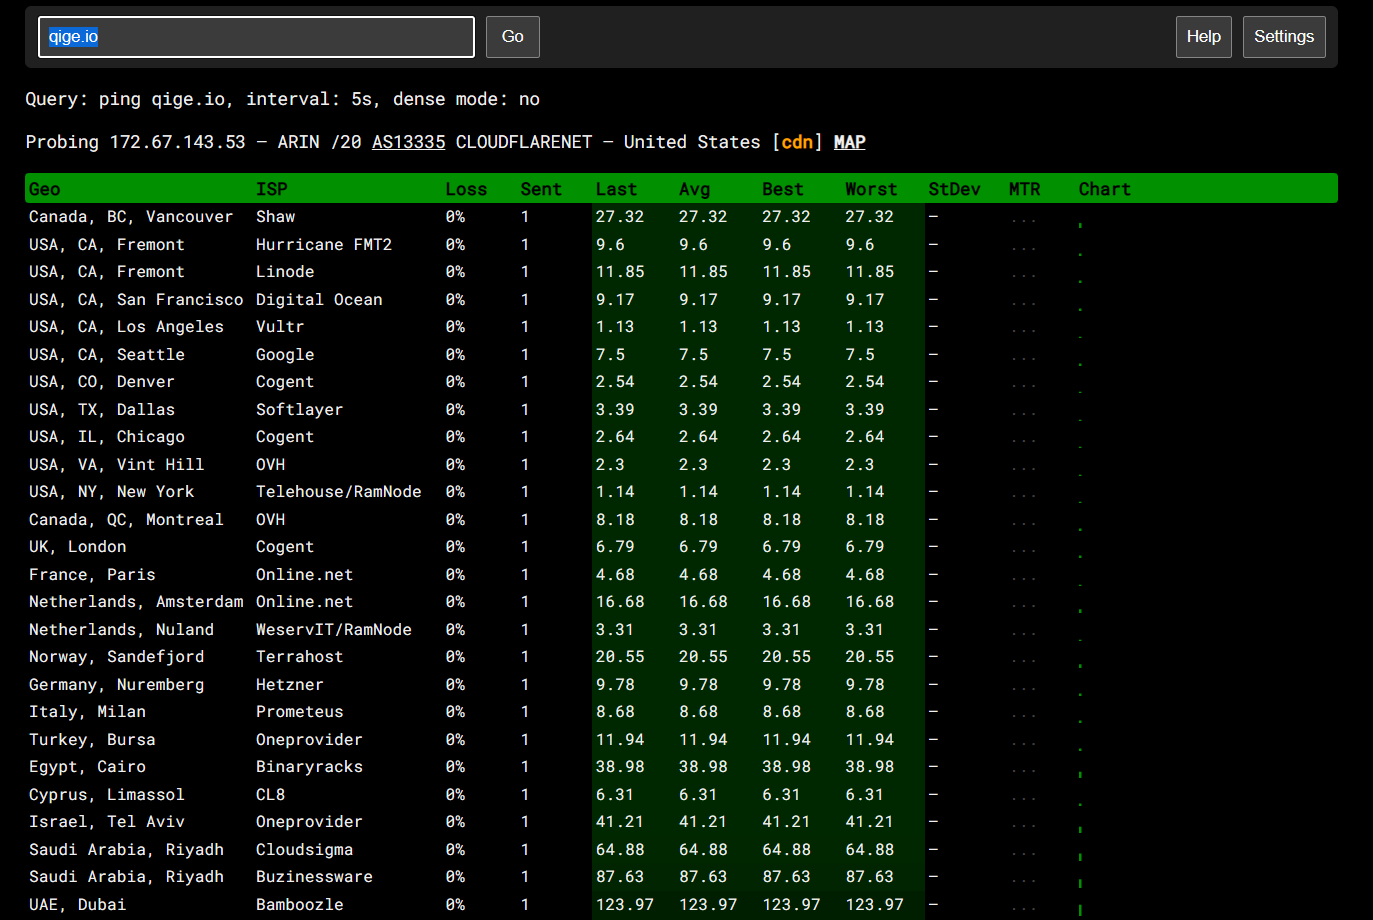 qige.io Go Help Settings
Query: ping qige.io, interval: 5s, dense mode: no
Probing 172.67.143.53 — ARIN /20 AS13335 CLOUDFLARENET — United States [cdn] MAP
Geo ISP Loss Sent Last Avg Best Worst StDev MTR Chart
Canada, BC, Vancouver Shaw 0% 1 27.32 27.32 27.32 27.32 — ...
USA, CA, Fremont Hurricane FMT2 0% 1 9.6 9.6 9.6 9.6 — ...
USA, CA, Fremont Linode 0% 1 11.85 11.85 11.85 11.85 — ...
USA, CA, San Francisco Digital Ocean 0% 1 9.17 9.17 9.17 9.17 — ...
USA, CA, Los Angeles Vultr 0% 1 1.13 1.13 1.13 1.13 — ...
USA, CA, Seattle Google 0% 1 7.5 7.5 7.5 7.5 — ...
USA, CO, Denver Cogent 0% 1 2.54 2.54 2.54 2.54 — ...
USA, TX, Dallas Softlayer 0% 1 3.39 3.39 3.39 3.39 — ...
USA, IL, Chicago Cogent 0% 1 2.64 2.64 2.64 2.64 — ...
USA, VA, Vint Hill OVH 0% 1 2.3 2.3 2.3 2.3 — ...
USA, NY, New York Telehouse/RamNode 0% 1 1.14 1.14 1.14 1.14 — ...
Canada, QC, Montreal OVH 0% 1 8.18 8.18 8.18 8.18 — ...
UK, London Cogent 0% 1 6.79 6.79 6.79 6.79 — ...
France, Paris Online.net 0% 1 4.68 4.68 4.68 4.68 — ...
Netherlands, Amsterdam Online.net 0% 1 16.68 16.68 16.68 16.68 — ...
Netherlands, Nuland WeservIT/RamNode 0% 1 3.31 3.31 3.31 3.31 — ...
Norway, Sandefjord Terrahost 0% 1 20.55 20.55 20.55 20.55 — ...
Germany, Nuremberg Hetzner 0% 1 9.78 9.78 9.78 9.78 — ...
Italy, Milan Prometeus 0% 1 8.68 8.68 8.68 8.68 — ...
Turkey, Bursa Oneprovider 0% 1 11.94 11.94 11.94 11.94 — ...
Egypt, Cairo Binaryracks 0% 1 38.98 38.98 38.98 38.98 — ...
Cyprus, Limassol CL8 0% 1 6.31 6.31 6.31 6.31 — ...
Israel, Tel Aviv Oneprovider 0% 1 41.21 41.21 41.21 41.21 — ...
Saudi Arabia, Riyadh Cloudsigma 0% 1 64.88 64.88 64.88 64.88 — ...
Saudi Arabia, Riyadh Buzinessware 0% 1 87.63 87.63 87.63 87.63 — ...
UAE, Dubai Bamboozle 0% 1 123.97 123.97 123.97 123.97 — ...